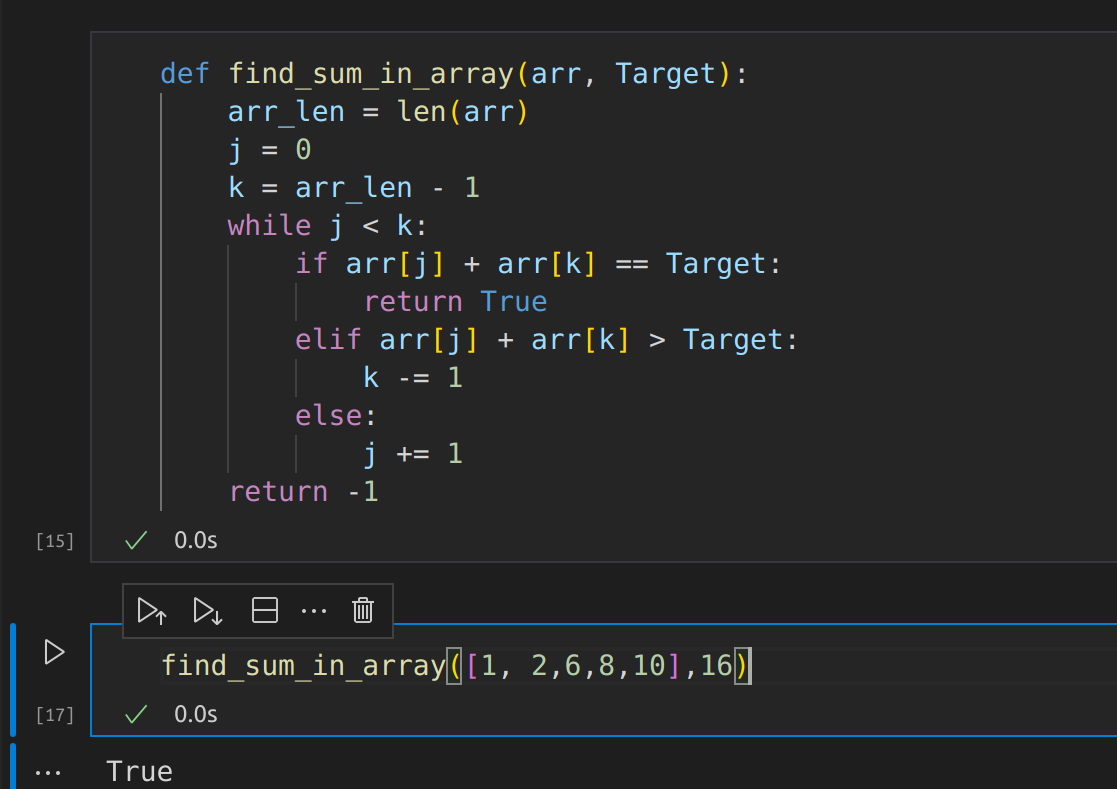 def find_sum_in_array(arr, Target):
    arr_len = len(arr)
    j = 0
    k = arr_len - 1
    while j < k:
        if arr[j] + arr[k] == Target:
            return True
        elif arr[j] + arr[k] > Target:
            k -= 1
        else:
            j += 1
    return -1
[15] 0.0s
find_sum_in_array([1, 2,6,8,10],16)
[17] 0.0s
... True